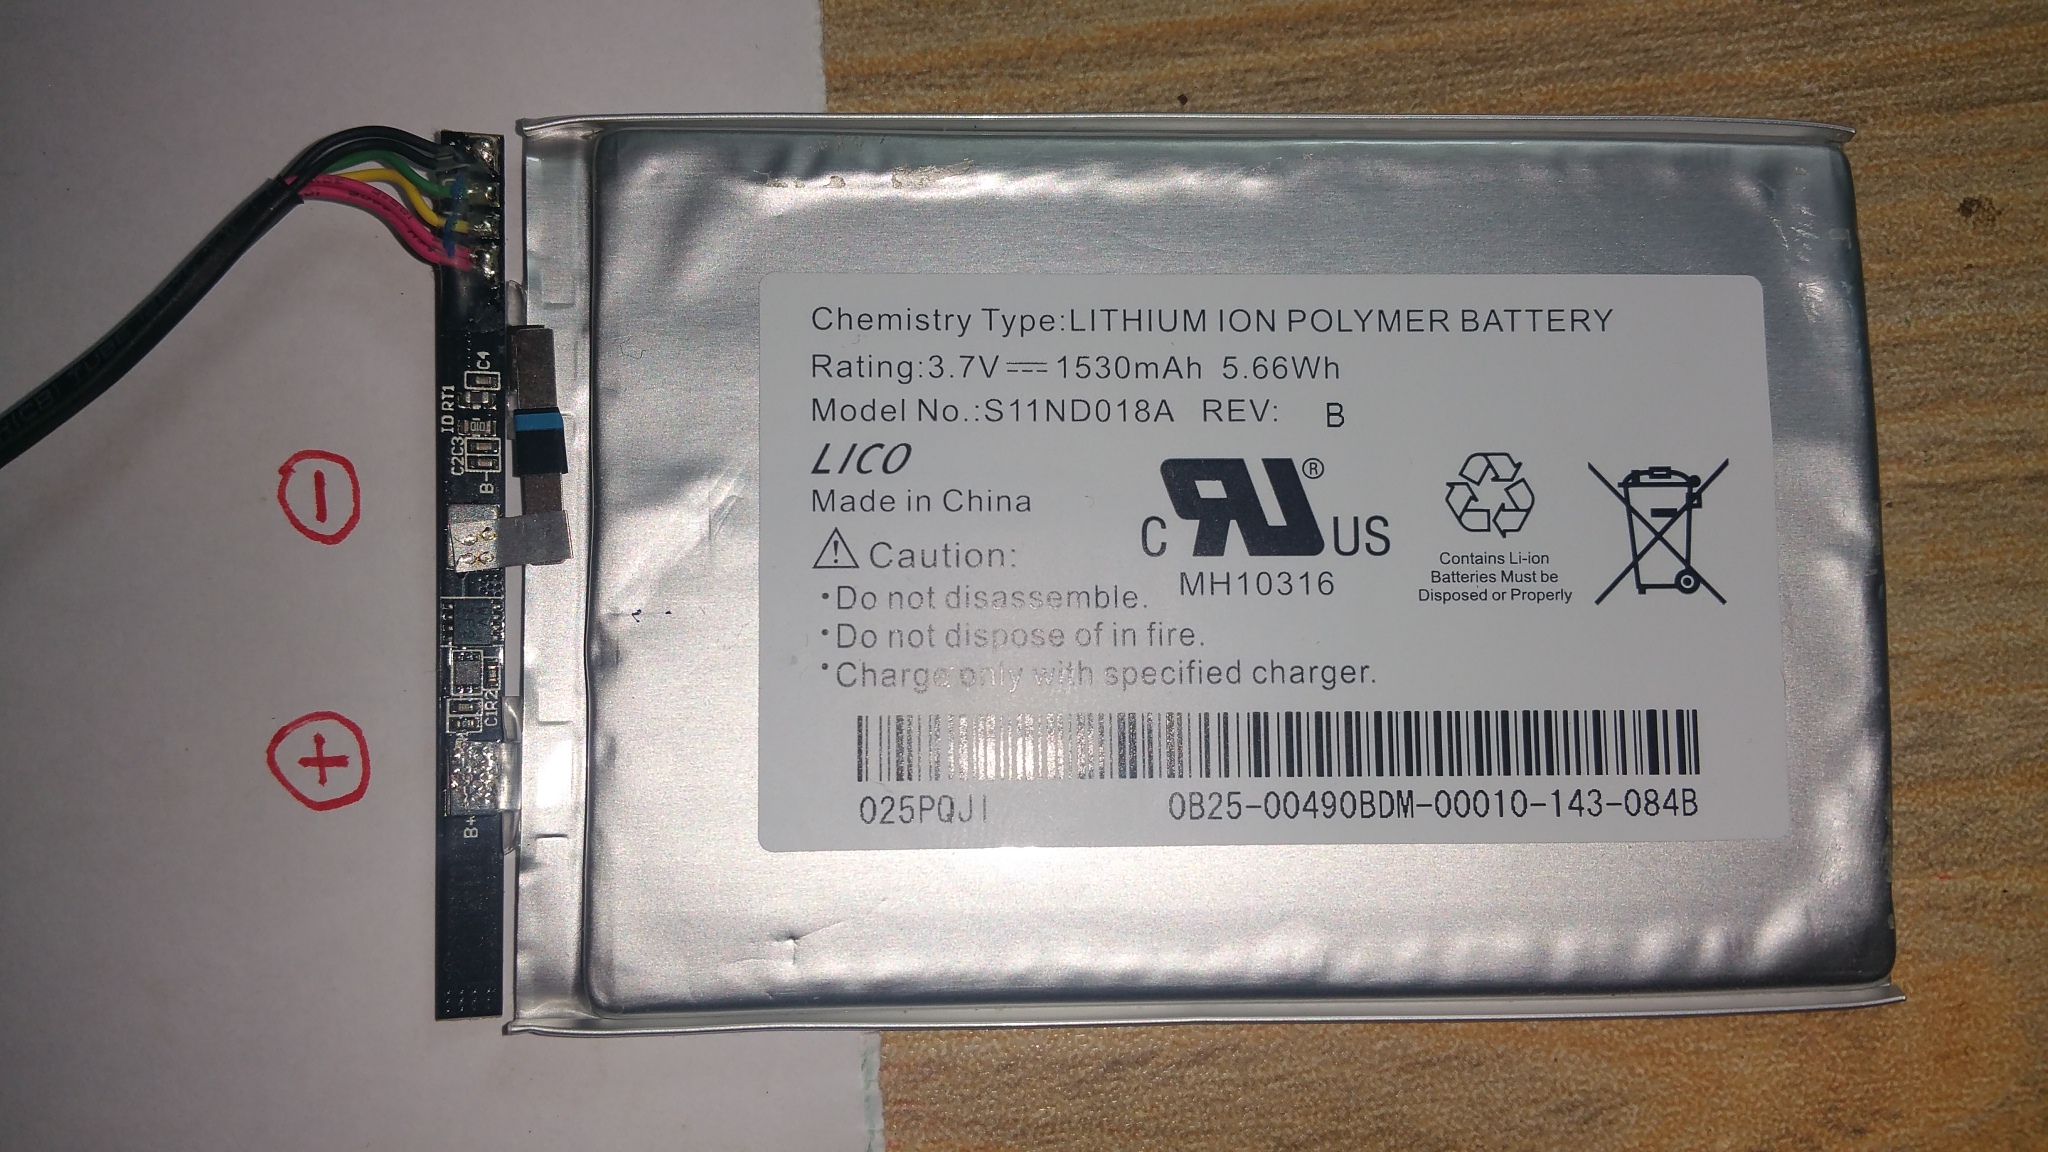 Chemistry Type:LITHIUM ION POLYMER BATTERY
Rating:3.7V 1530mAh 5.66Wh
Model No.:S11ND018A REV: B
LICO
Made in China
Caution:
•Do not disassemble.
•Do not dispose of in fire.
•Charge only with specified charger.
C RU® US
MH10316
Contains Li-ion
Batteries Must be
Disposed or Properly
025PQJI
0B25-00490BDM-00010-143-084B
C4
ID RT1
C2C3
B-
C1R2
B+
−
+